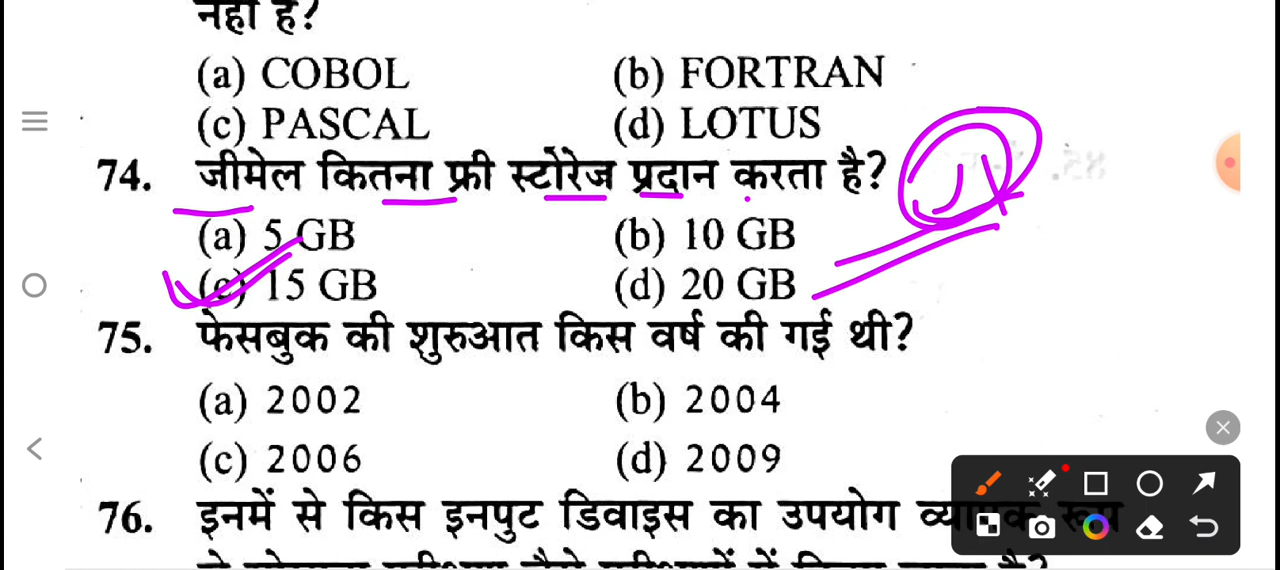 नहीं है?
(a) COBOL (b) FORTRAN
(c) PASCAL (d) LOTUS
74. जीमेल कितना फ्री स्टोरेज प्रदान करता है?
(a) 5 GB (b) 10 GB
(c) 15 GB (d) 20 GB
75. फेसबुक की शुरुआत किस वर्ष की गई थी?
(a) 2002 (b) 2004
(c) 2006 (d) 2009
76. इनमें से किस इनपुट डिवाइस का उपयोग व्यापक रूप